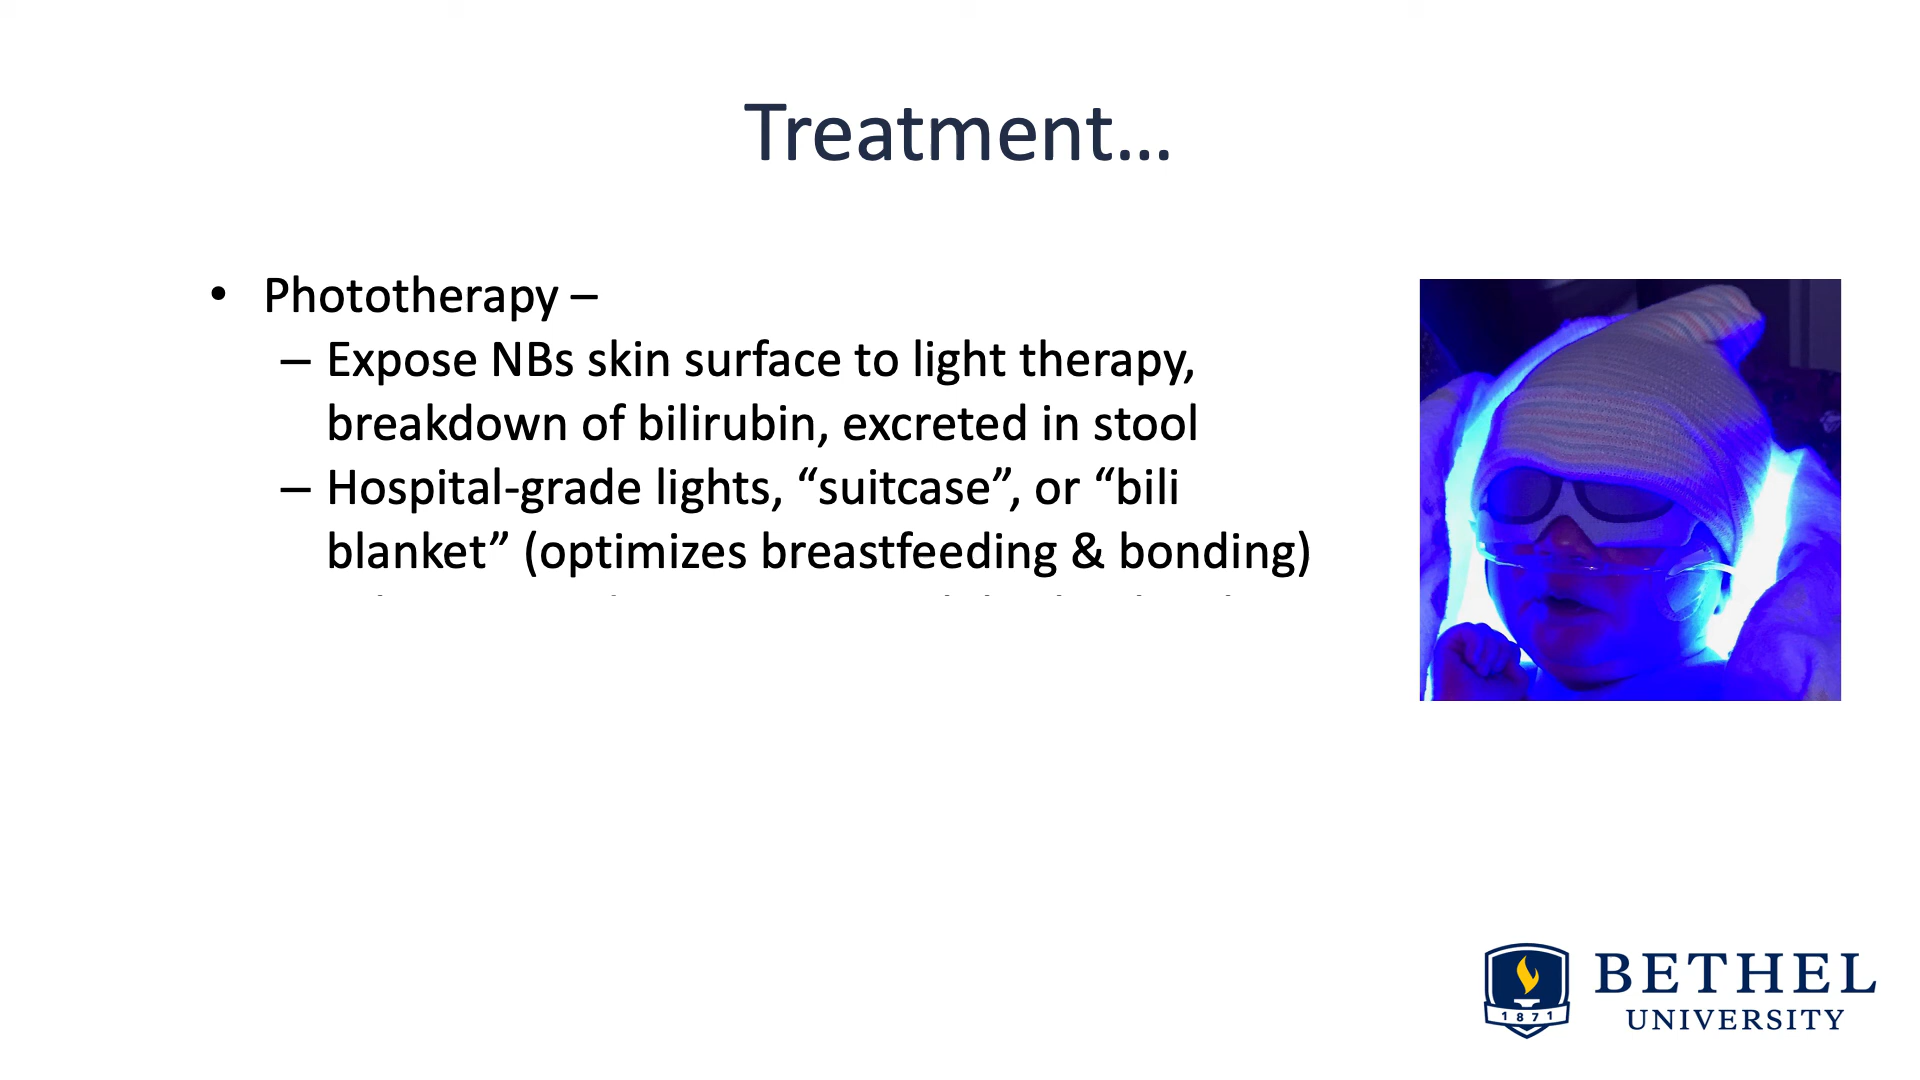 Treatment...
• Phototherapy –
– Expose NBs skin surface to light therapy,
breakdown of bilirubin, excreted in stool
– Hospital-grade lights, “suitcase”, or “bili
blanket” (optimizes breastfeeding & bonding)
1871
BETHEL
UNIVERSITY